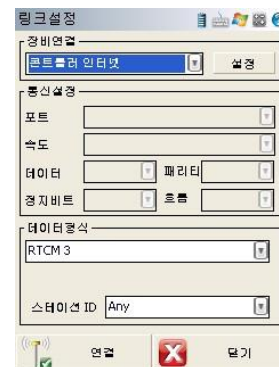 링크설정
장비연결
콘트롤러 인터넷 설정
통신설정
포트
속도
데이터 패리티
정지비트 흐름
데이터형식
RTCM 3
스테이션 ID Any
연결 닫기